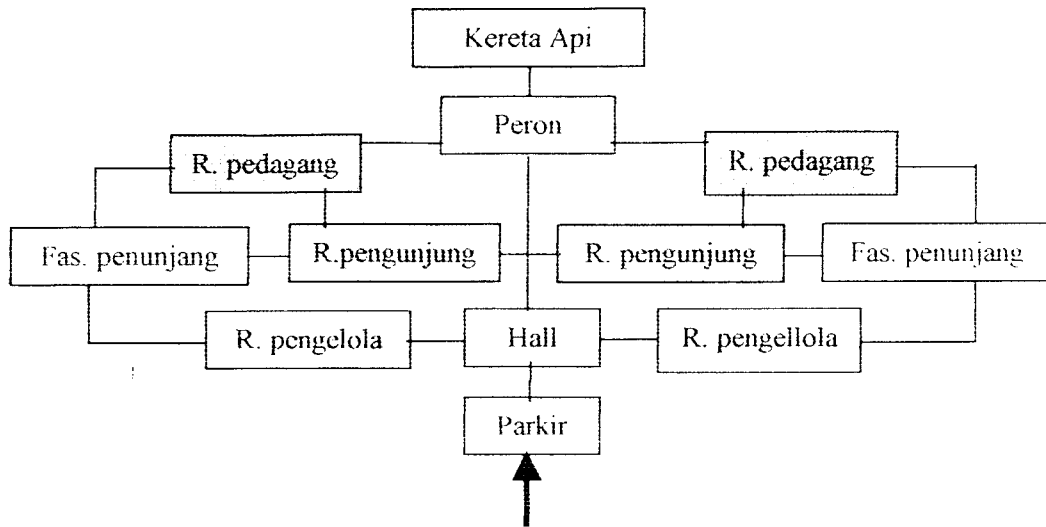 Kereta Api
Peron
R. pedagang
R. pedagang
Fas. penunjang
R.pengunjung
R. pengunjung
Fas. penunjang
R. pengelola
Hall
R. pengellola
Parkir